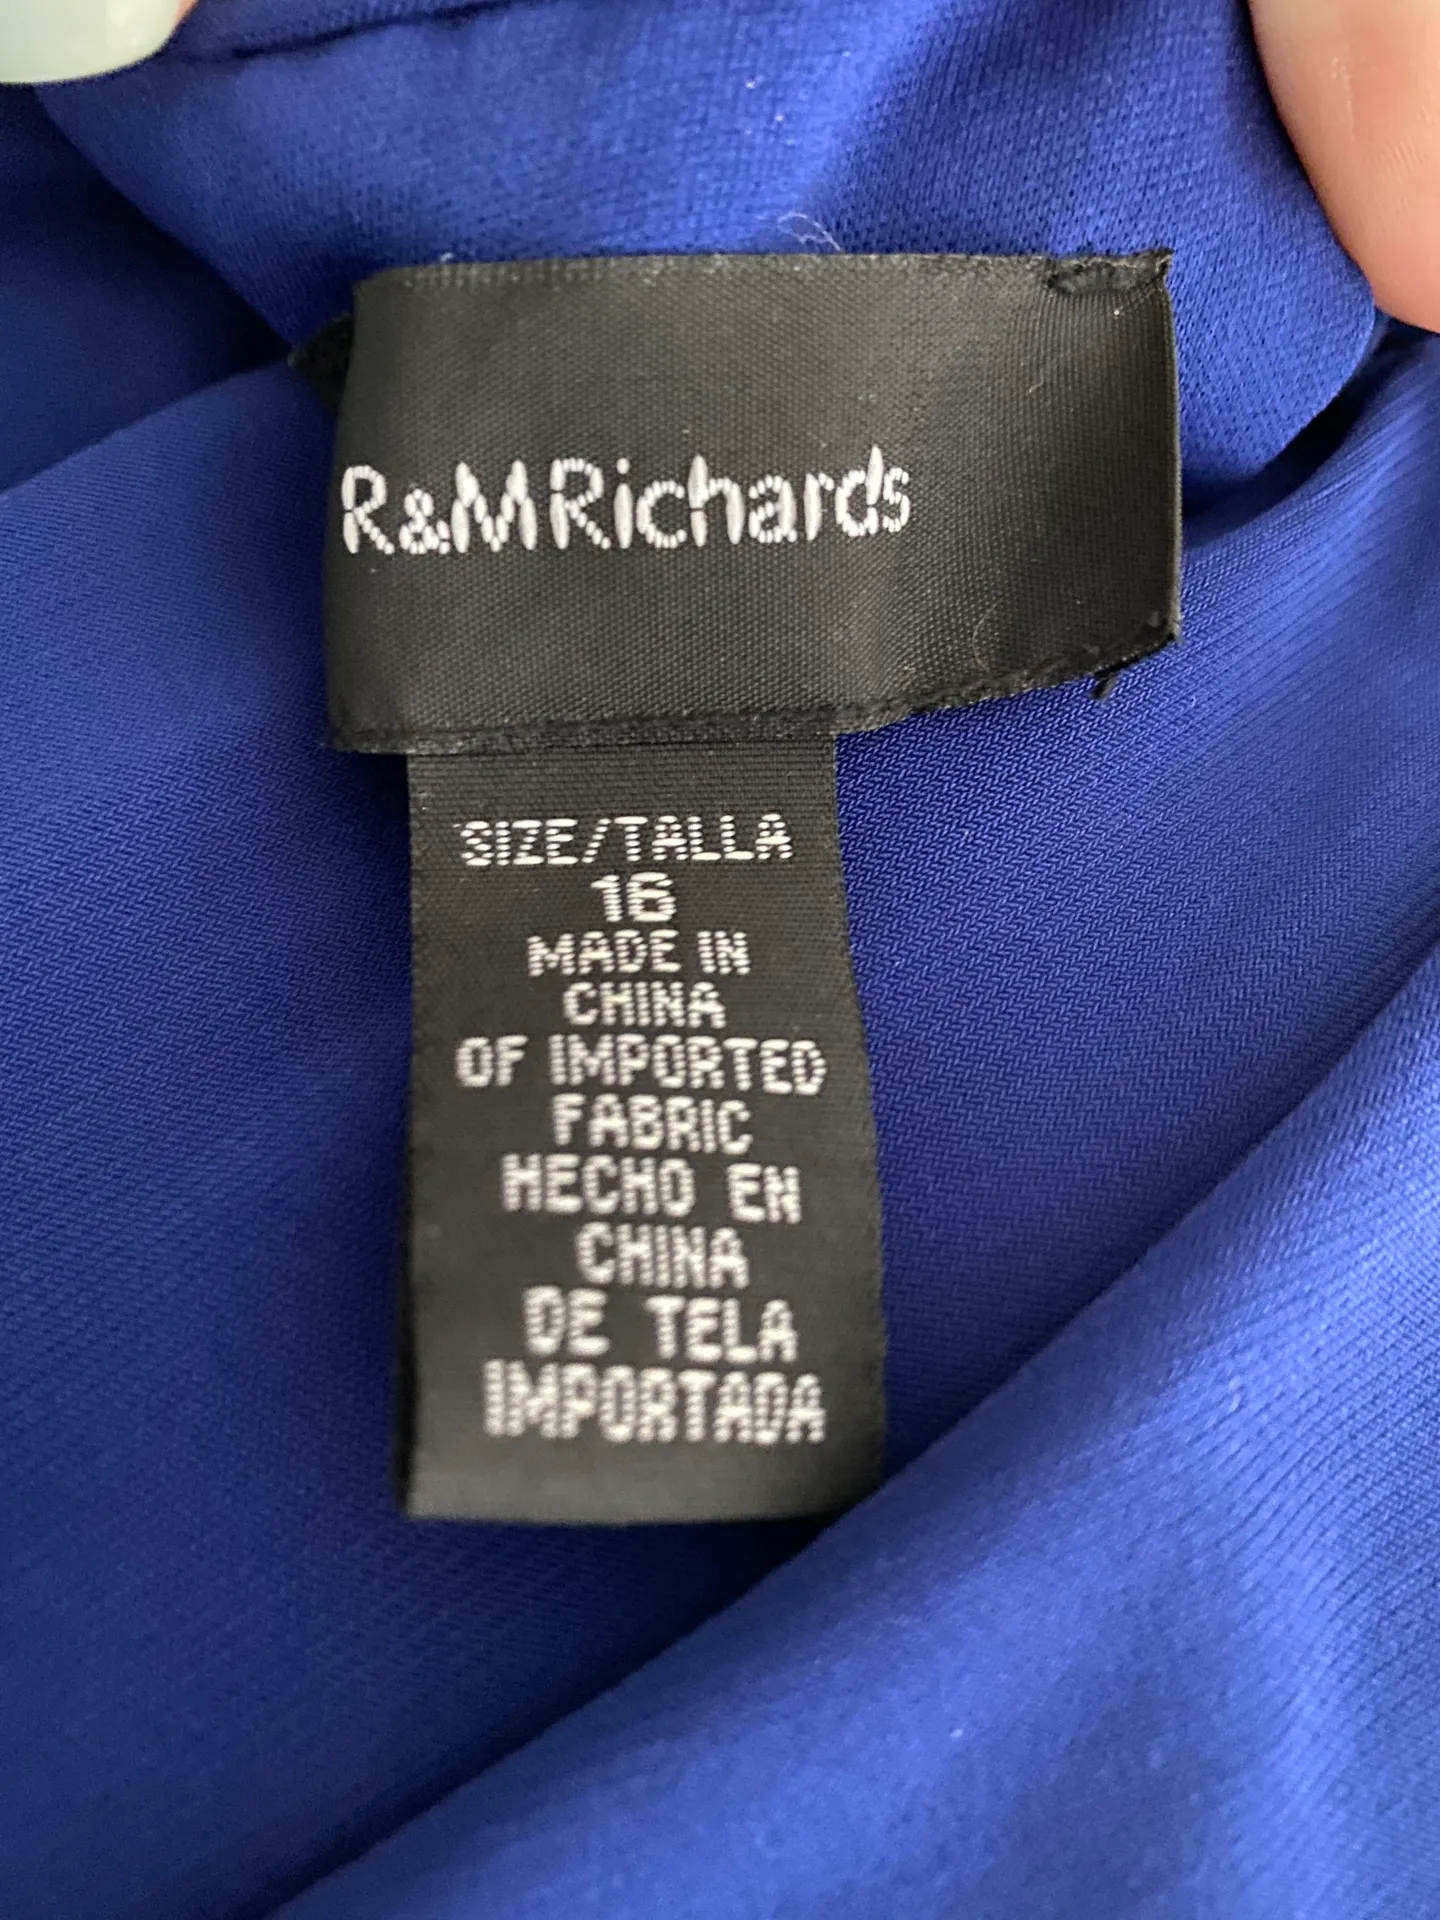 R&M Richards
SIZE/TALLA
16
MADE IN
CHINA
OF IMPORTED
FABRIC
HECHO EN
CHINA
DE TELA
IMPORTADA